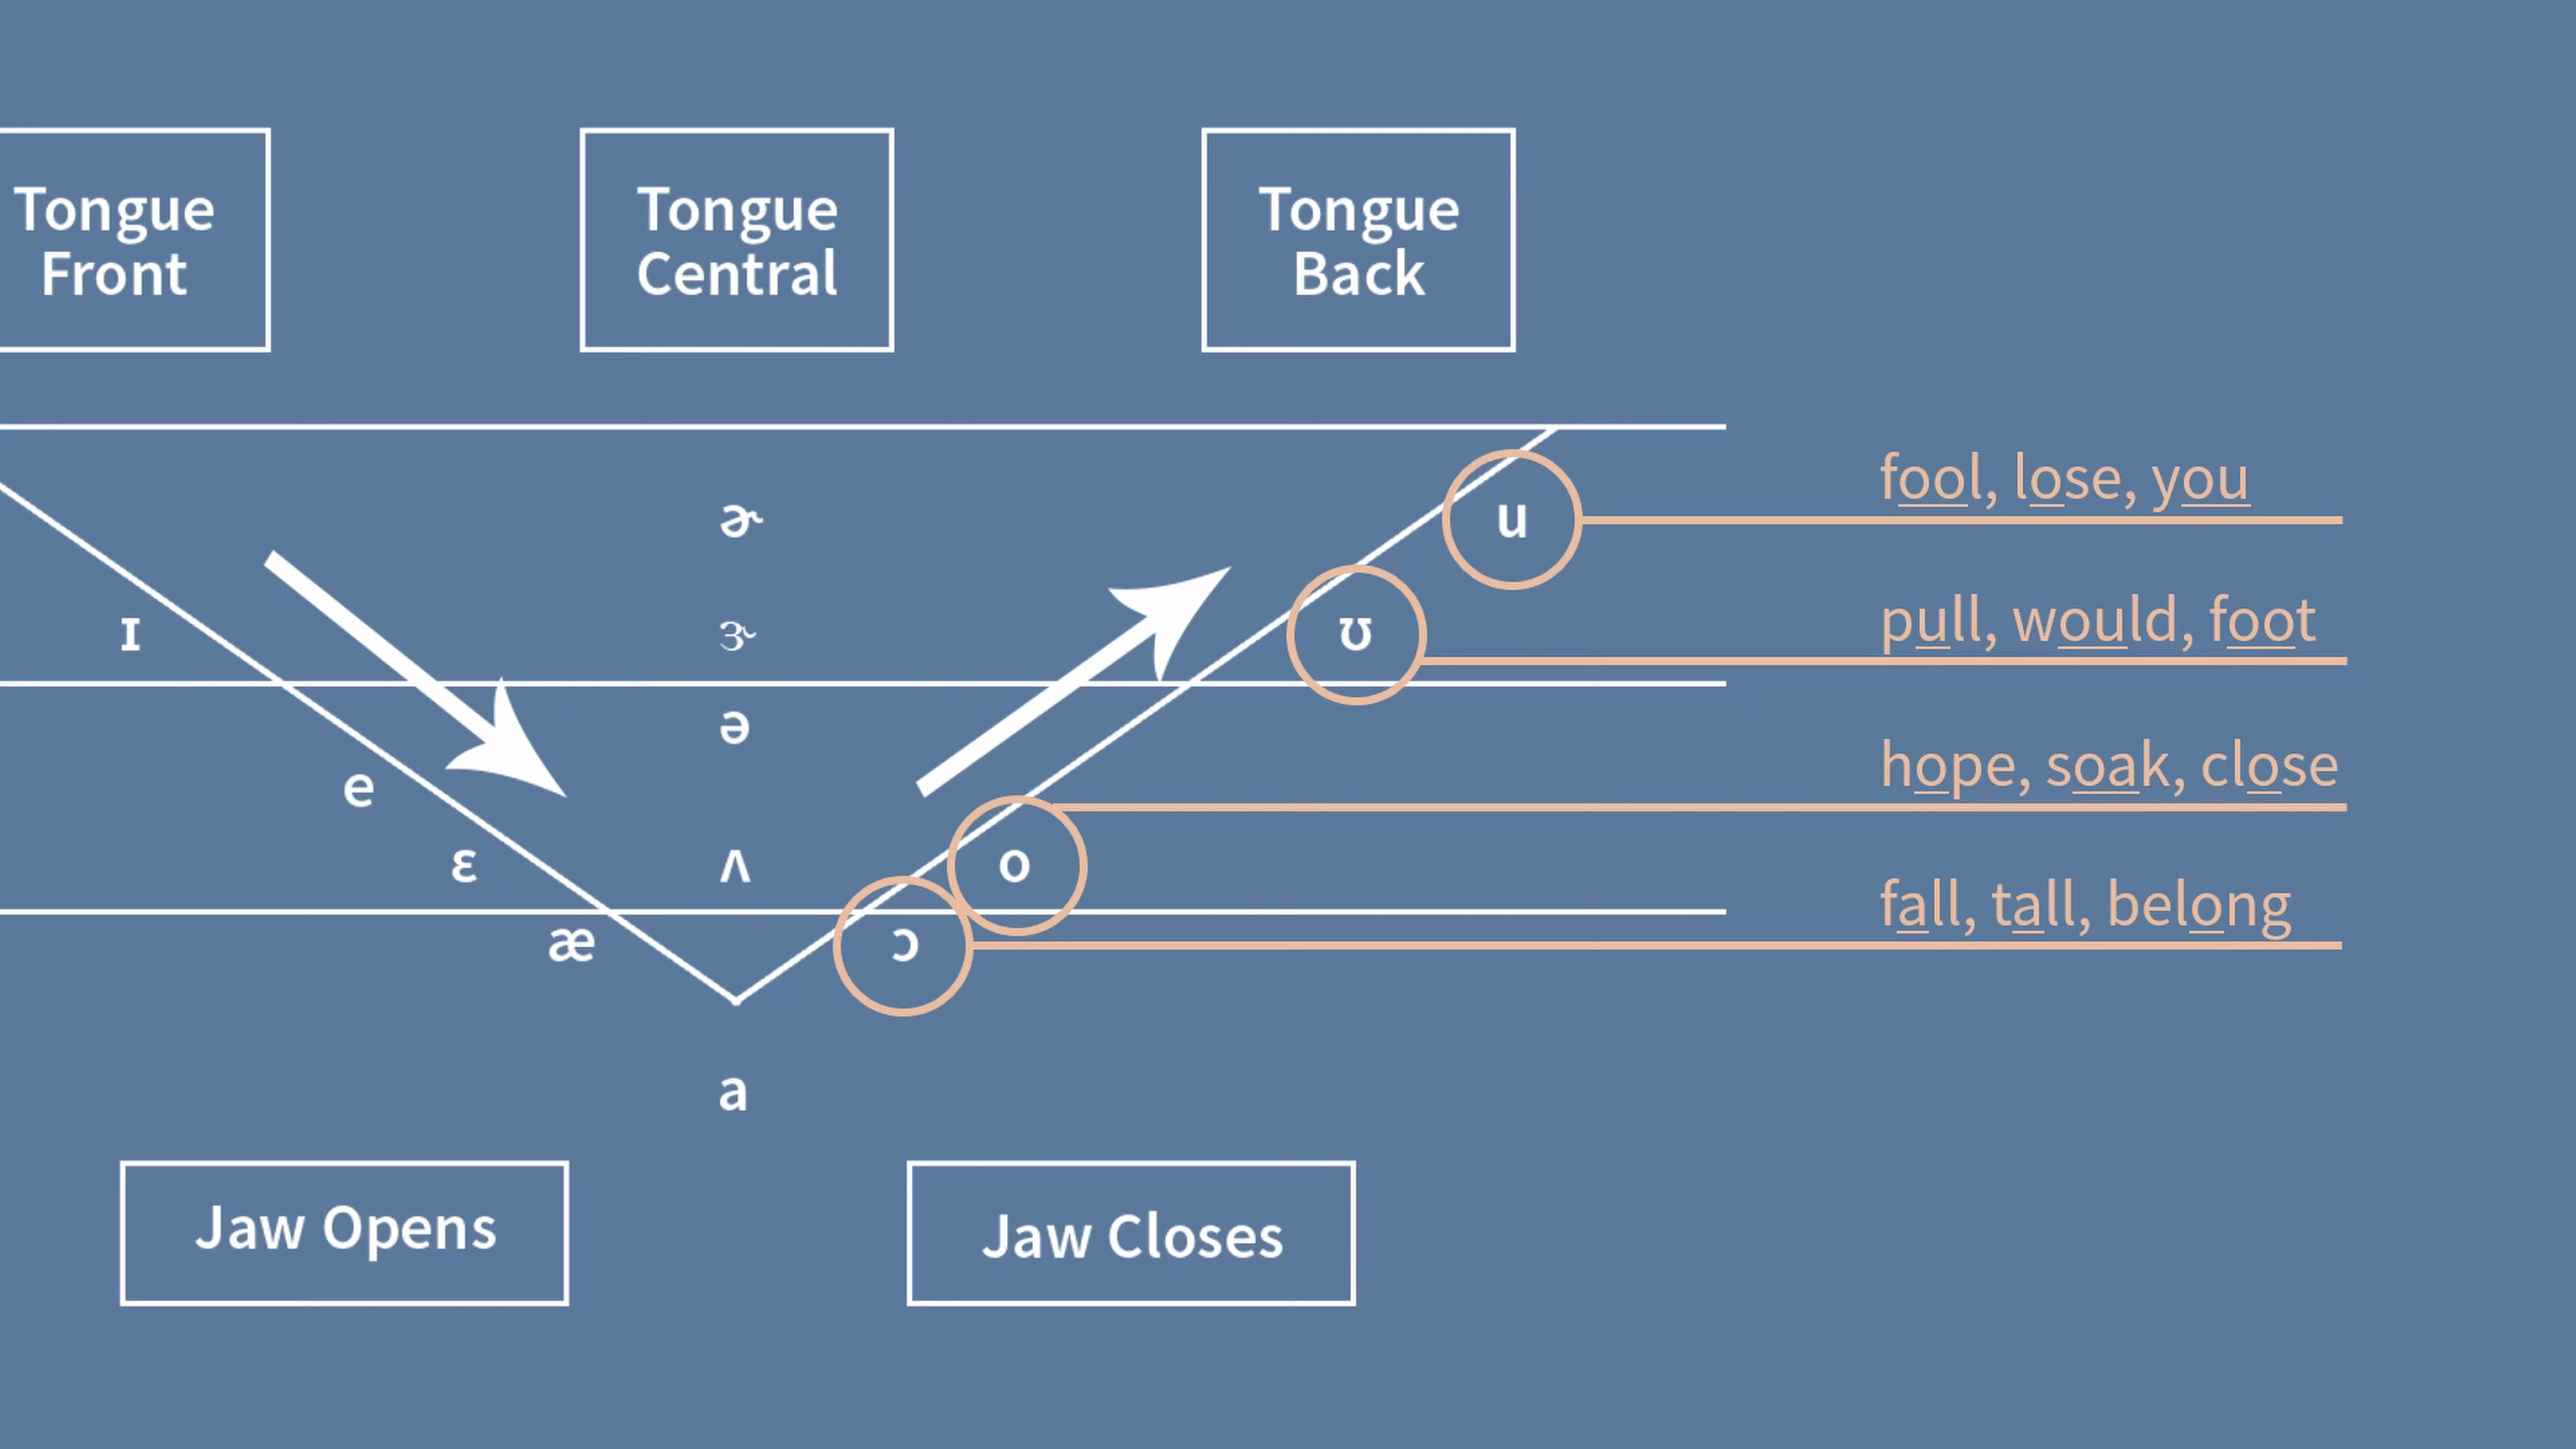 Tongue
Front
Tongue
Central
Tongue
Back
fool, lose, you
ɚ
u
pull, would, foot
ɪ
ɝ
ʊ
ə
hope, soak, close
e
ɛ
ʌ
o
fall, tall, belong
æ
ɔ
a
Jaw Opens
Jaw Closes